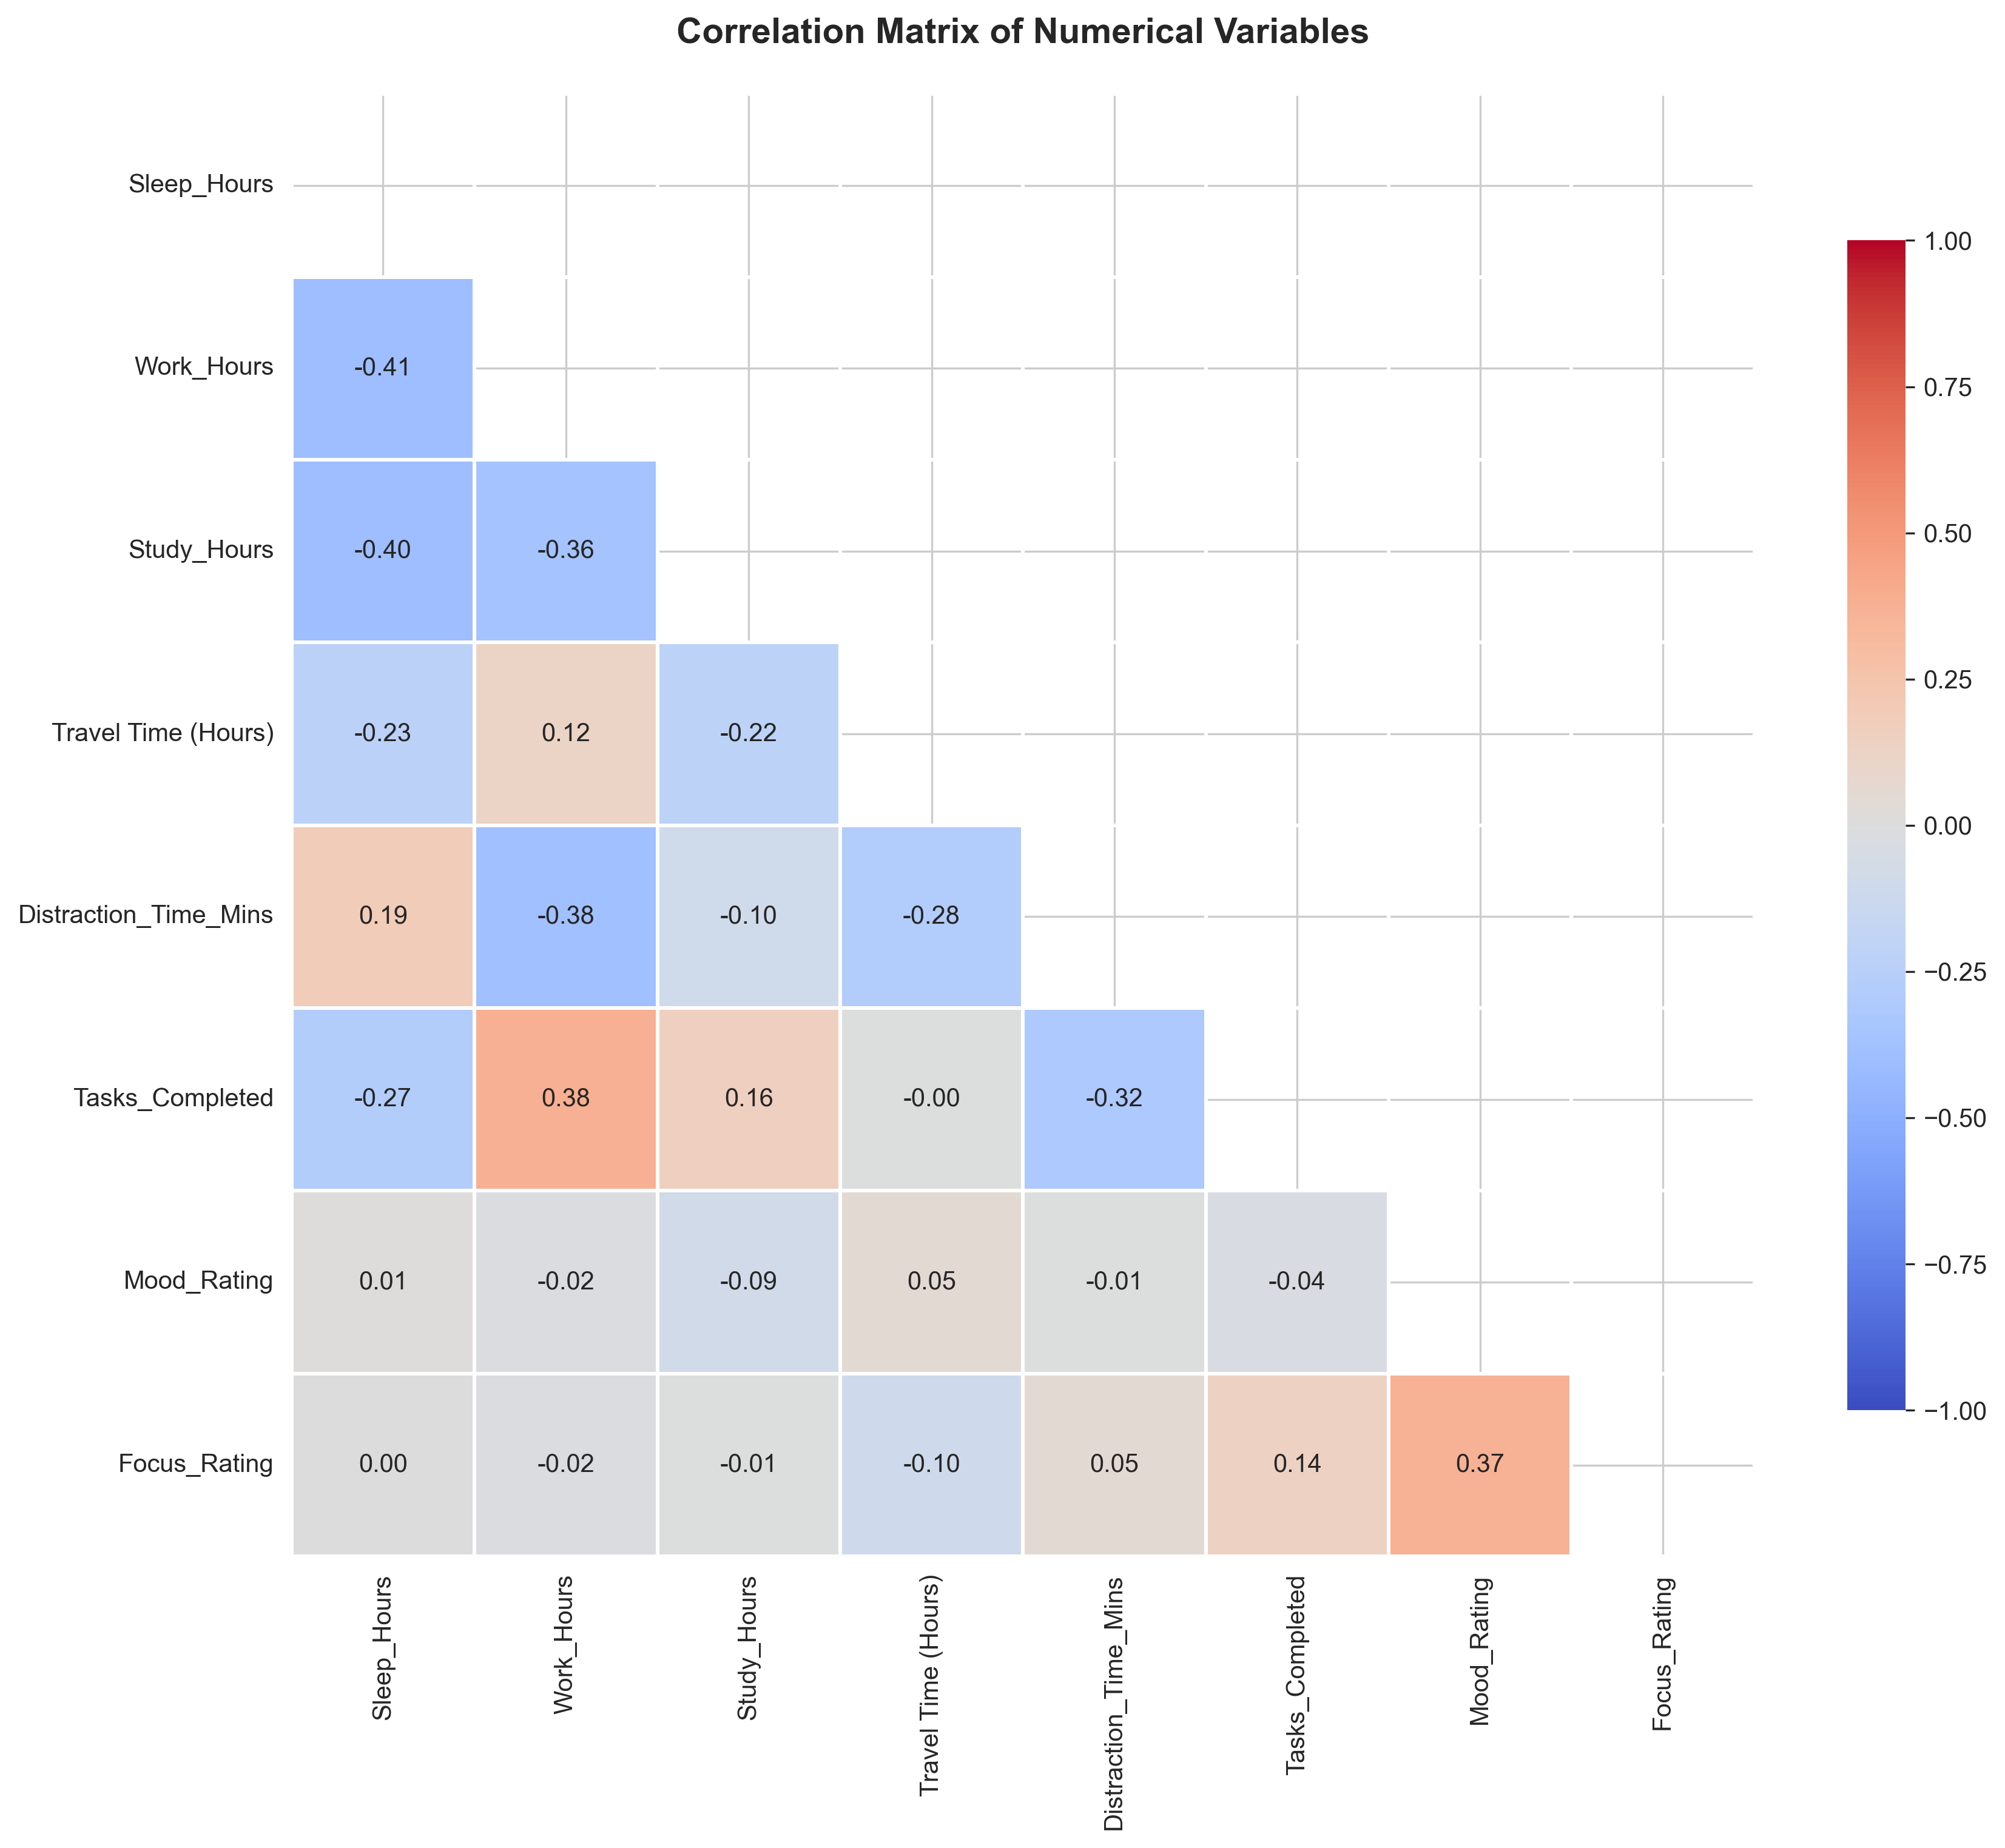 Correlation Matrix of Numerical Variables
Sleep_Hours
Work_Hours
-0.41
Study_Hours
-0.40 -0.36
Travel Time (Hours)
-0.23 0.12 -0.22
Distraction_Time_Mins
0.19 -0.38 -0.10 -0.28
Tasks_Completed
-0.27 0.38 0.16 -0.00 -0.32
Mood_Rating
0.01 -0.02 -0.09 0.05 -0.01 -0.04
Focus_Rating
0.00 -0.02 -0.01 -0.10 0.05 0.14 0.37
Sleep_Hours
Work_Hours
Study_Hours
Travel Time (Hours)
Distraction_Time_Mins
Tasks_Completed
Mood_Rating
Focus_Rating
1.00
0.75
0.50
0.25
0.00
−0.25
−0.50
−0.75
−1.00